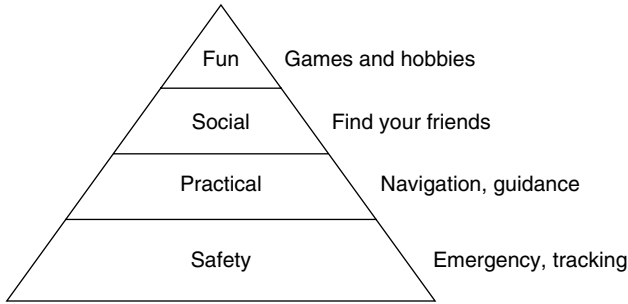 Fun Games and hobbies
Social Find your friends
Practical Navigation, guidance
Safety Emergency, tracking